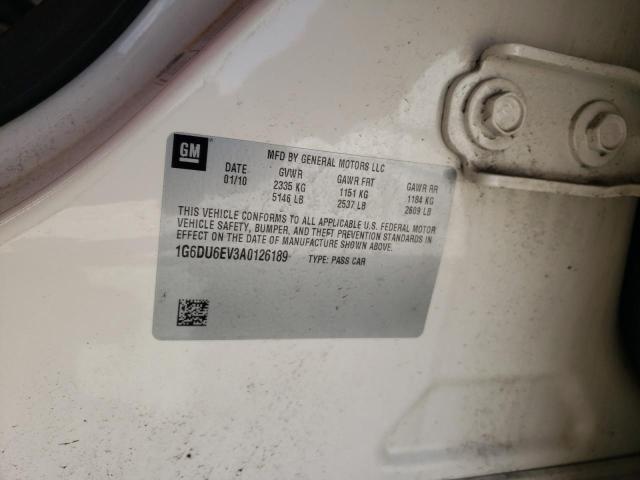 GM
MFD BY GENERAL MOTORS LLC
DATE GVWR GAWR FRT GAWR RR
01/10 2335 KG 1151 KG 1184 KG
5146 LB 2537 LB 2609 LB
THIS VEHICLE CONFORMS TO ALL APPLICABLE U.S. FEDERAL MOTOR
VEHICLE SAFETY, BUMPER, AND THEFT PREVENTION STANDARDS IN
EFFECT ON THE DATE OF MANUFACTURE SHOWN ABOVE.
1G6DU6EV3A0126189 TYPE: PASS CAR